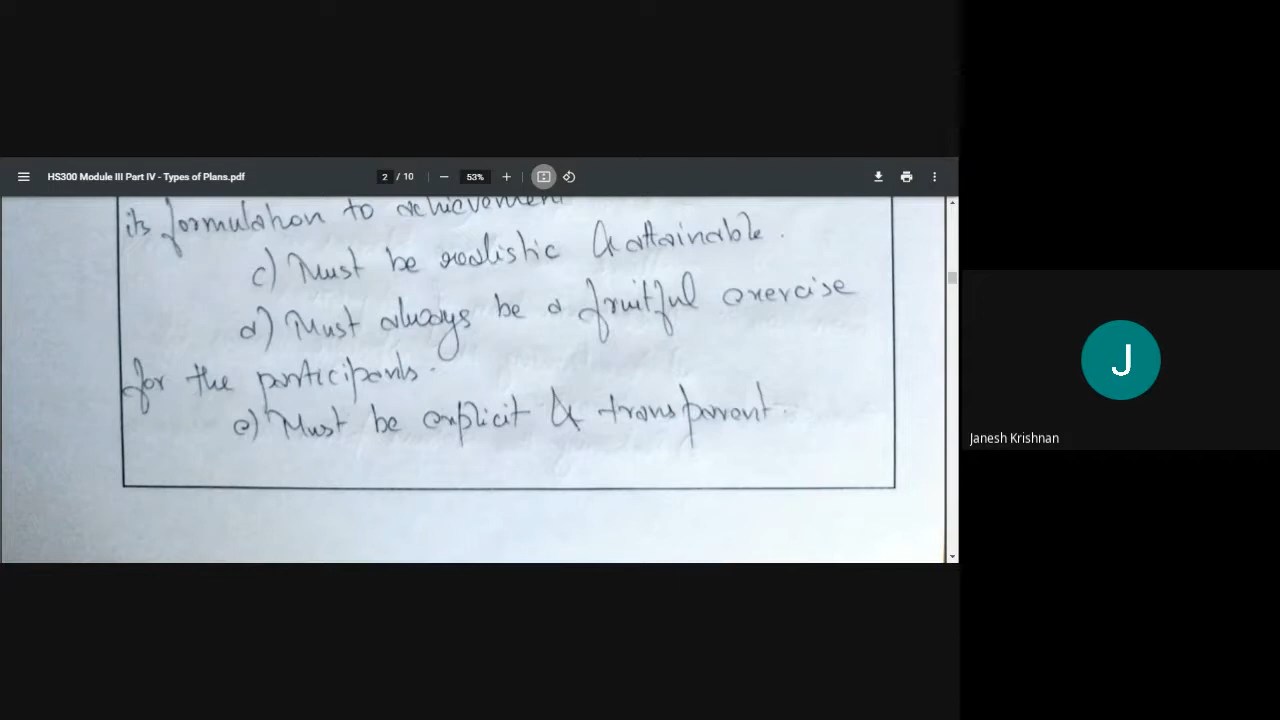 HS300 Module III Part IV - Types of Plans.pdf
2 / 10
53%
its formulation to achievement
c) Must be realistic & attainable.
d) Must always be a fruitful exercise
for the participants.
e) Must be explicit & transparent.
J
Janesh Krishnan